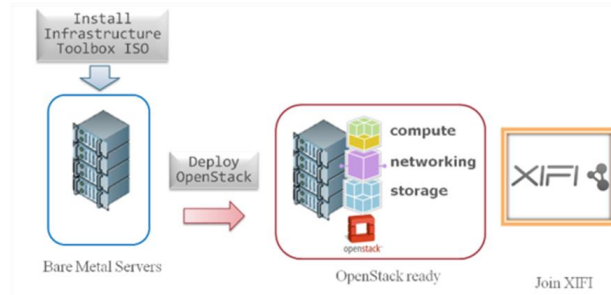 Install
Infrastructure
Toolbox ISO
Deploy
OpenStack
compute
networking
storage
openstack
XIFI
Bare Metal Servers
OpenStack ready
Join XIFI